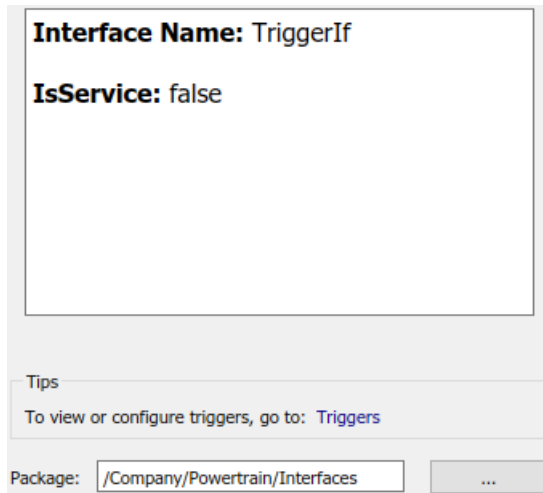 Interface Name: TriggerIf
IsService: false
Tips
To view or configure triggers, go to: Triggers
Package: /Company/Powertrain/Interfaces ...